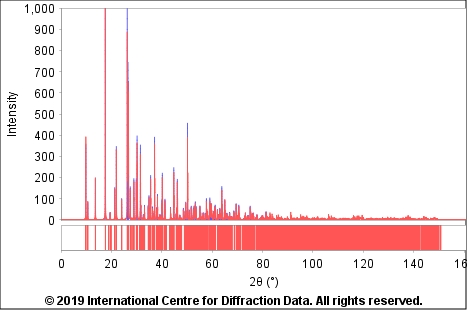 1,000
900
800
700
600
500
400
300
200
100
0
Intensity
0 20 40 60 80 100 120 140 16
2θ (°)
© 2019 International Centre for Diffraction Data. All rights reserved.